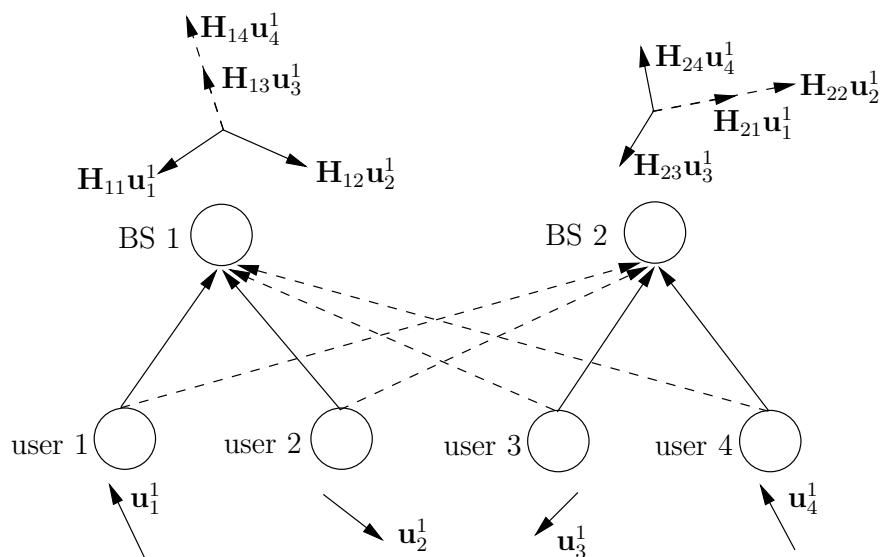 H₁₄u₄¹
H₁₃u₃¹
H₁₁u₁¹
H₁₂u₂¹
H₂₄u₄¹
H₂₂u₂¹
H₂₁u₁¹
H₂₃u₃¹
BS 1
BS 2
user 1
user 2
user 3
user 4
u₁¹
u₂¹
u₃¹
u₄¹